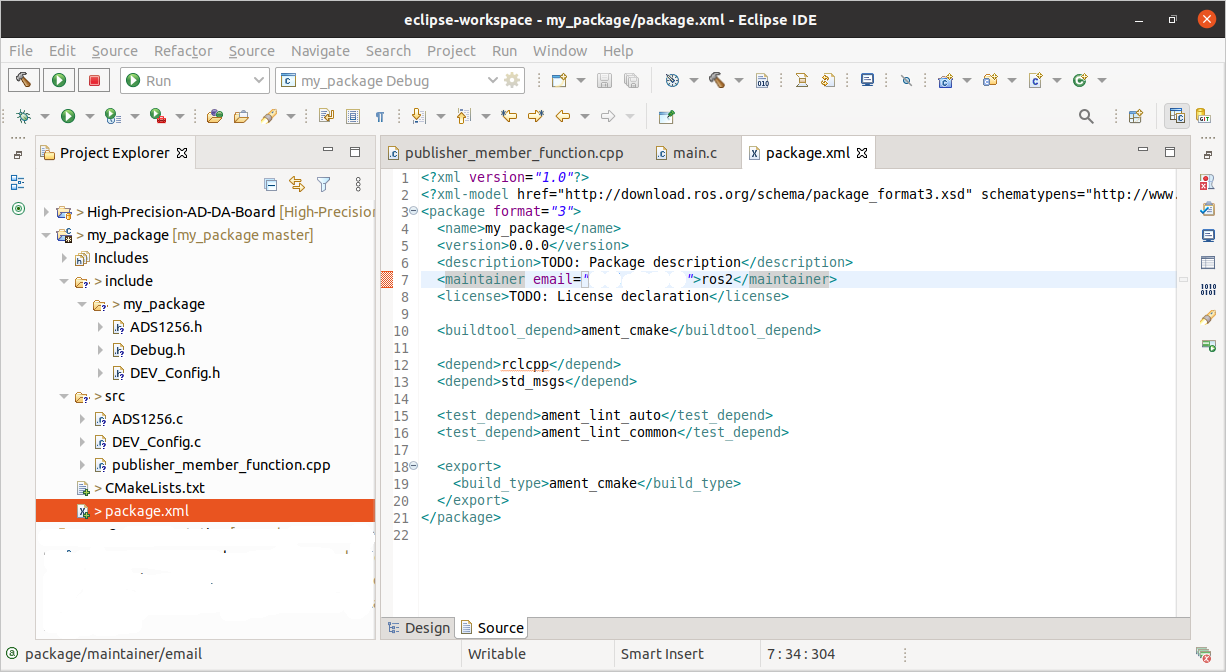 eclipse-workspace - my_package/package.xml - Eclipse IDE
File Edit Source Refactor Source Navigate Search Project Run Window Help
Run my_package Debug
Project Explorer
publisher_member_function.cpp main.c package.xml
> High-Precision-AD-DA-Board [High-Precision
> my_package [my_package master]
Includes
> include
> my_package
ADS1256.h
Debug.h
DEV_Config.h
> src
ADS1256.c
DEV_Config.c
publisher_member_function.cpp
> CMakeLists.txt
> package.xml
1 <?xml version="1.0"?>
2 <?xml-model href="http://download.ros.org/schema/package_format3.xsd" schematypens="http://www.
3 <package format="3">
4 <name>my_package</name>
5 <version>0.0.0</version>
6 <description>TODO: Package description</description>
7 <maintainer email=" ">ros2</maintainer>
8 <license>TODO: License declaration</license>
9
10 <buildtool_depend>ament_cmake</buildtool_depend>
11
12 <depend>rclcpp</depend>
13 <depend>std_msgs</depend>
14
15 <test_depend>ament_lint_auto</test_depend>
16 <test_depend>ament_lint_common</test_depend>
17
18 <export>
19 <build_type>ament_cmake</build_type>
20 </export>
21 </package>
22
Design Source
package/maintainer/email Writable Smart Insert 7 : 34 : 304